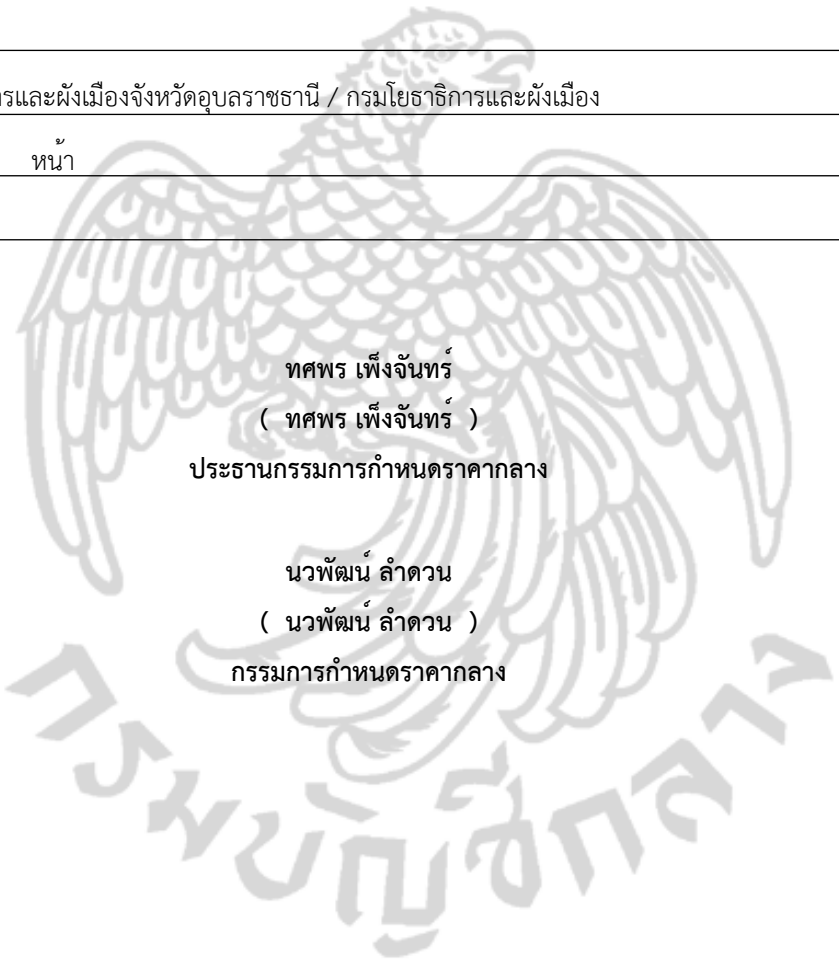 รและผังเมืองจังหวัดอุบลราชธานี / กรมโยธาธิการและผังเมือง
หน้า
ทศพร เพ็งจันทร์
( ทศพร เพ็งจันทร์ )
ประธานกรรมการกำหนดราคากลาง
นวพัฒน์ ลำดวน
( นวพัฒน์ ลำดวน )
กรรมการกำหนดราคากลาง
กรมบัญชีกลาง